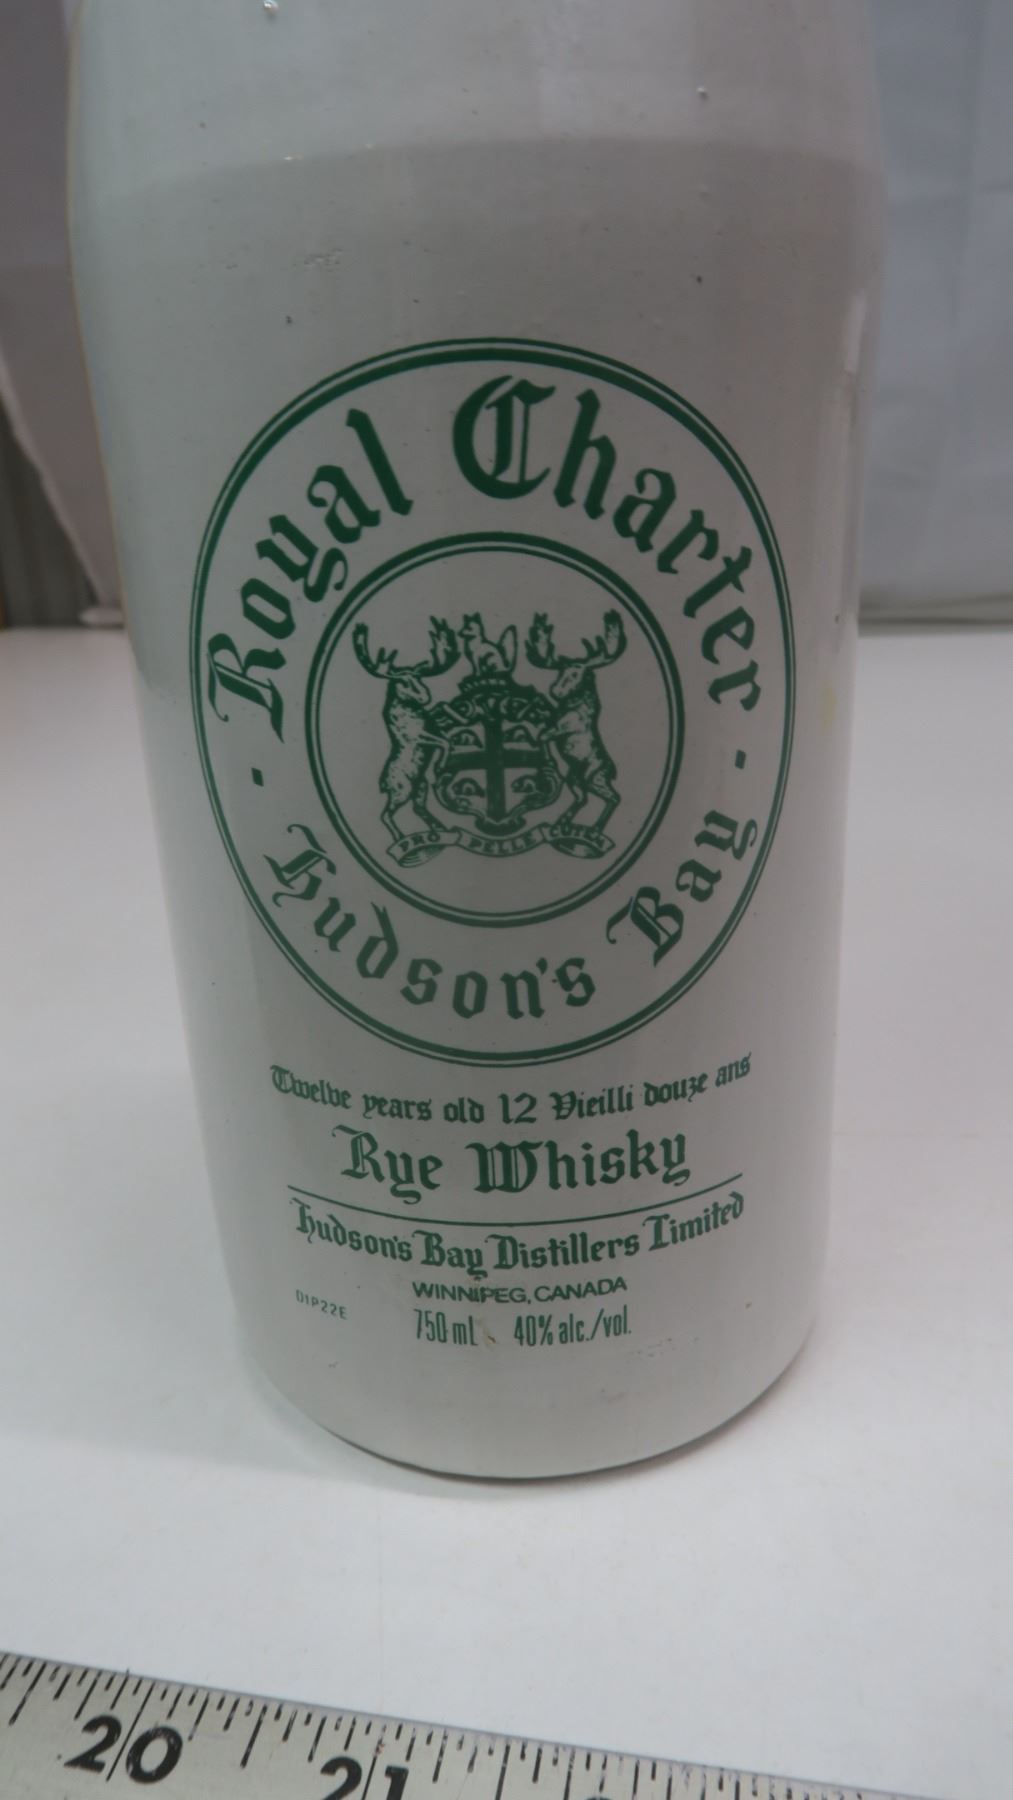 Royal Charter
PRO PELLE CUTEM
- Hudson's Bay -
Twelve years old 12 Vieilli douze ans
Rye Whisky
Hudson's Bay Distillers Limited
WINNIPEG, CANADA
01P22E
750 mL 40% alc./vol.
20 21